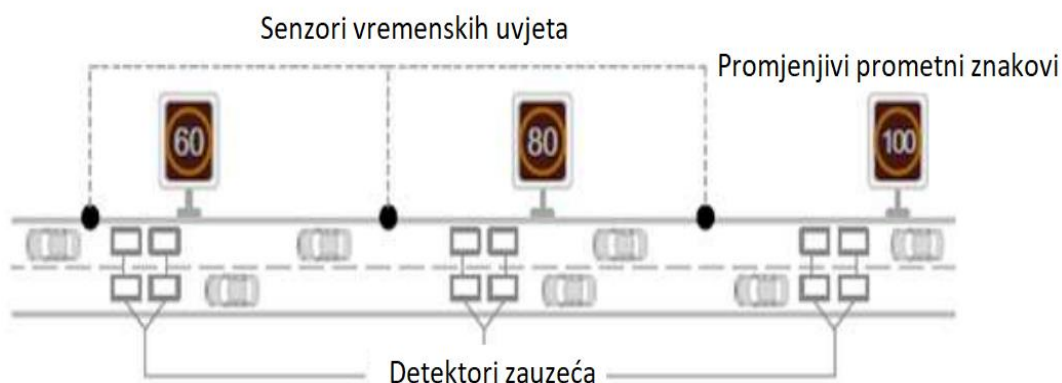 Senzori vremenskih uvjeta
Promjenjivi prometni znakovi
60
80
100
Detektori zauzeća